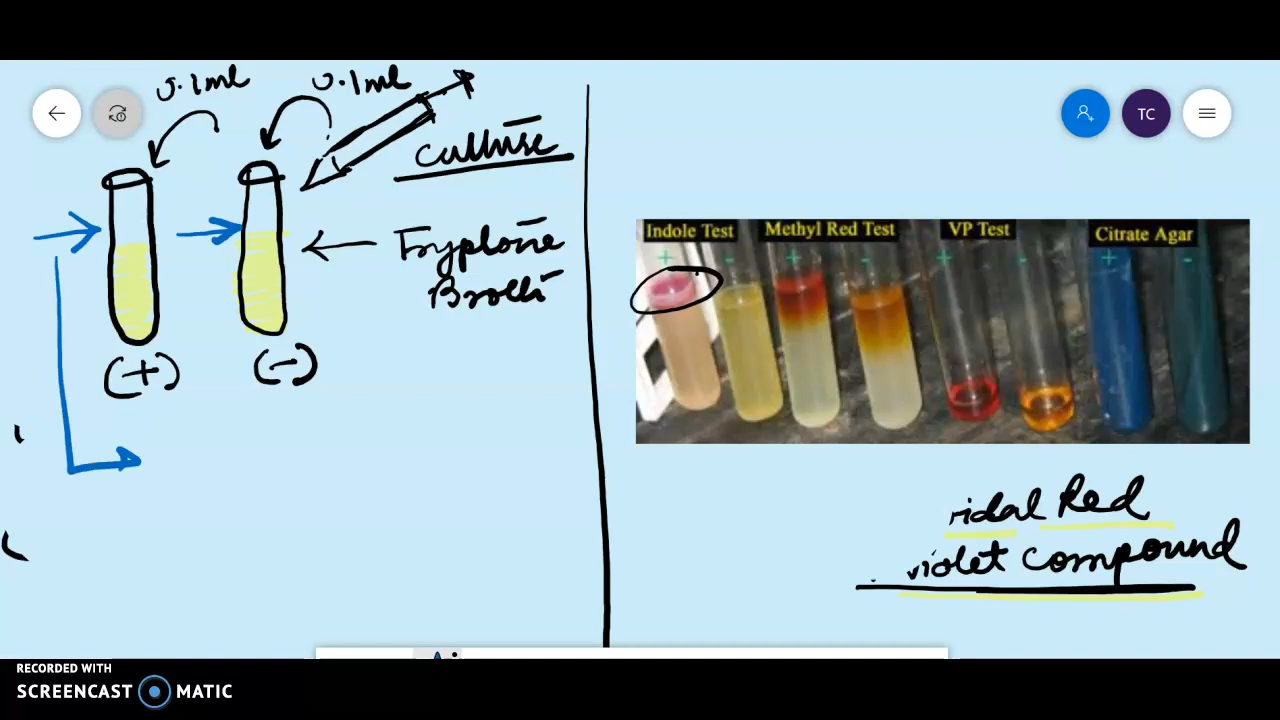 0.1ml
0.1ml
Culture
Tryptone
Broth
(+)
(-)
TC
Indole Test
Methyl Red Test
VP Test
Citrate Agar
+ - + - + - + -
Red
violet compound
RECORDED WITH
SCREENCAST MATIC